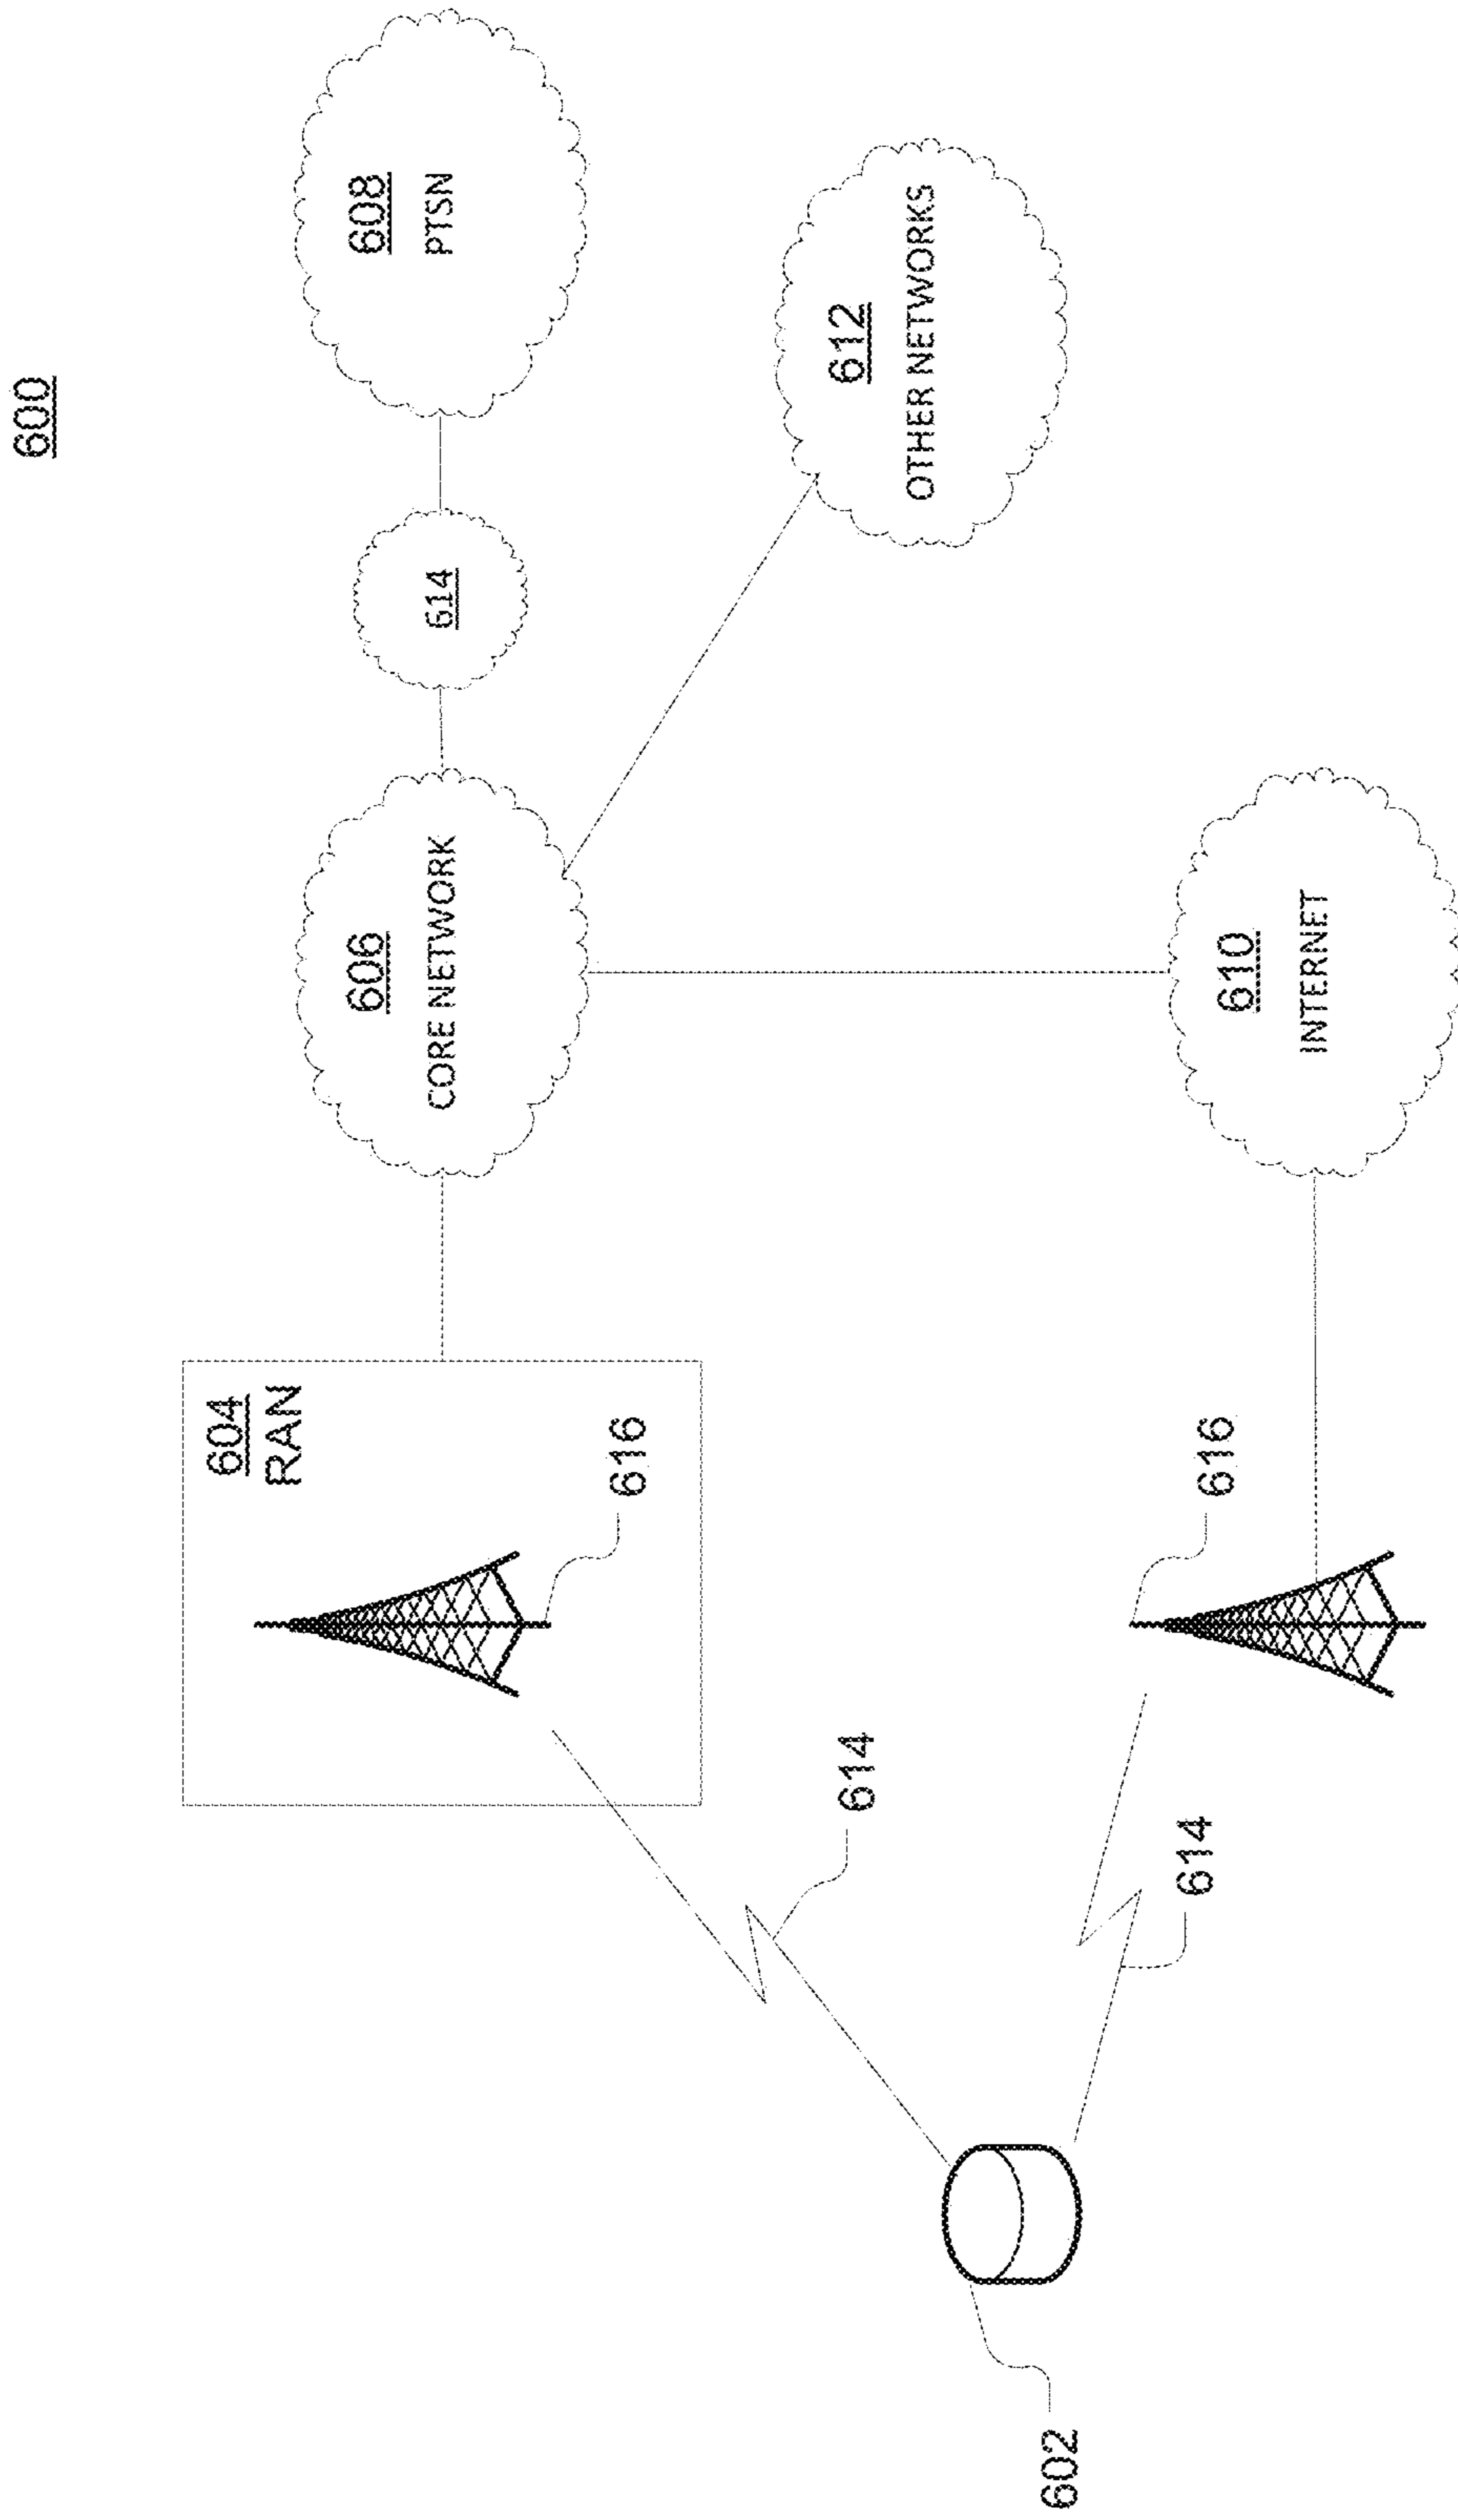 600
608
PTSN
614
612
OTHER NETWORKS
606
CORE NETWORK
610
INTERNET
604
RAN
616
616
614
614
602